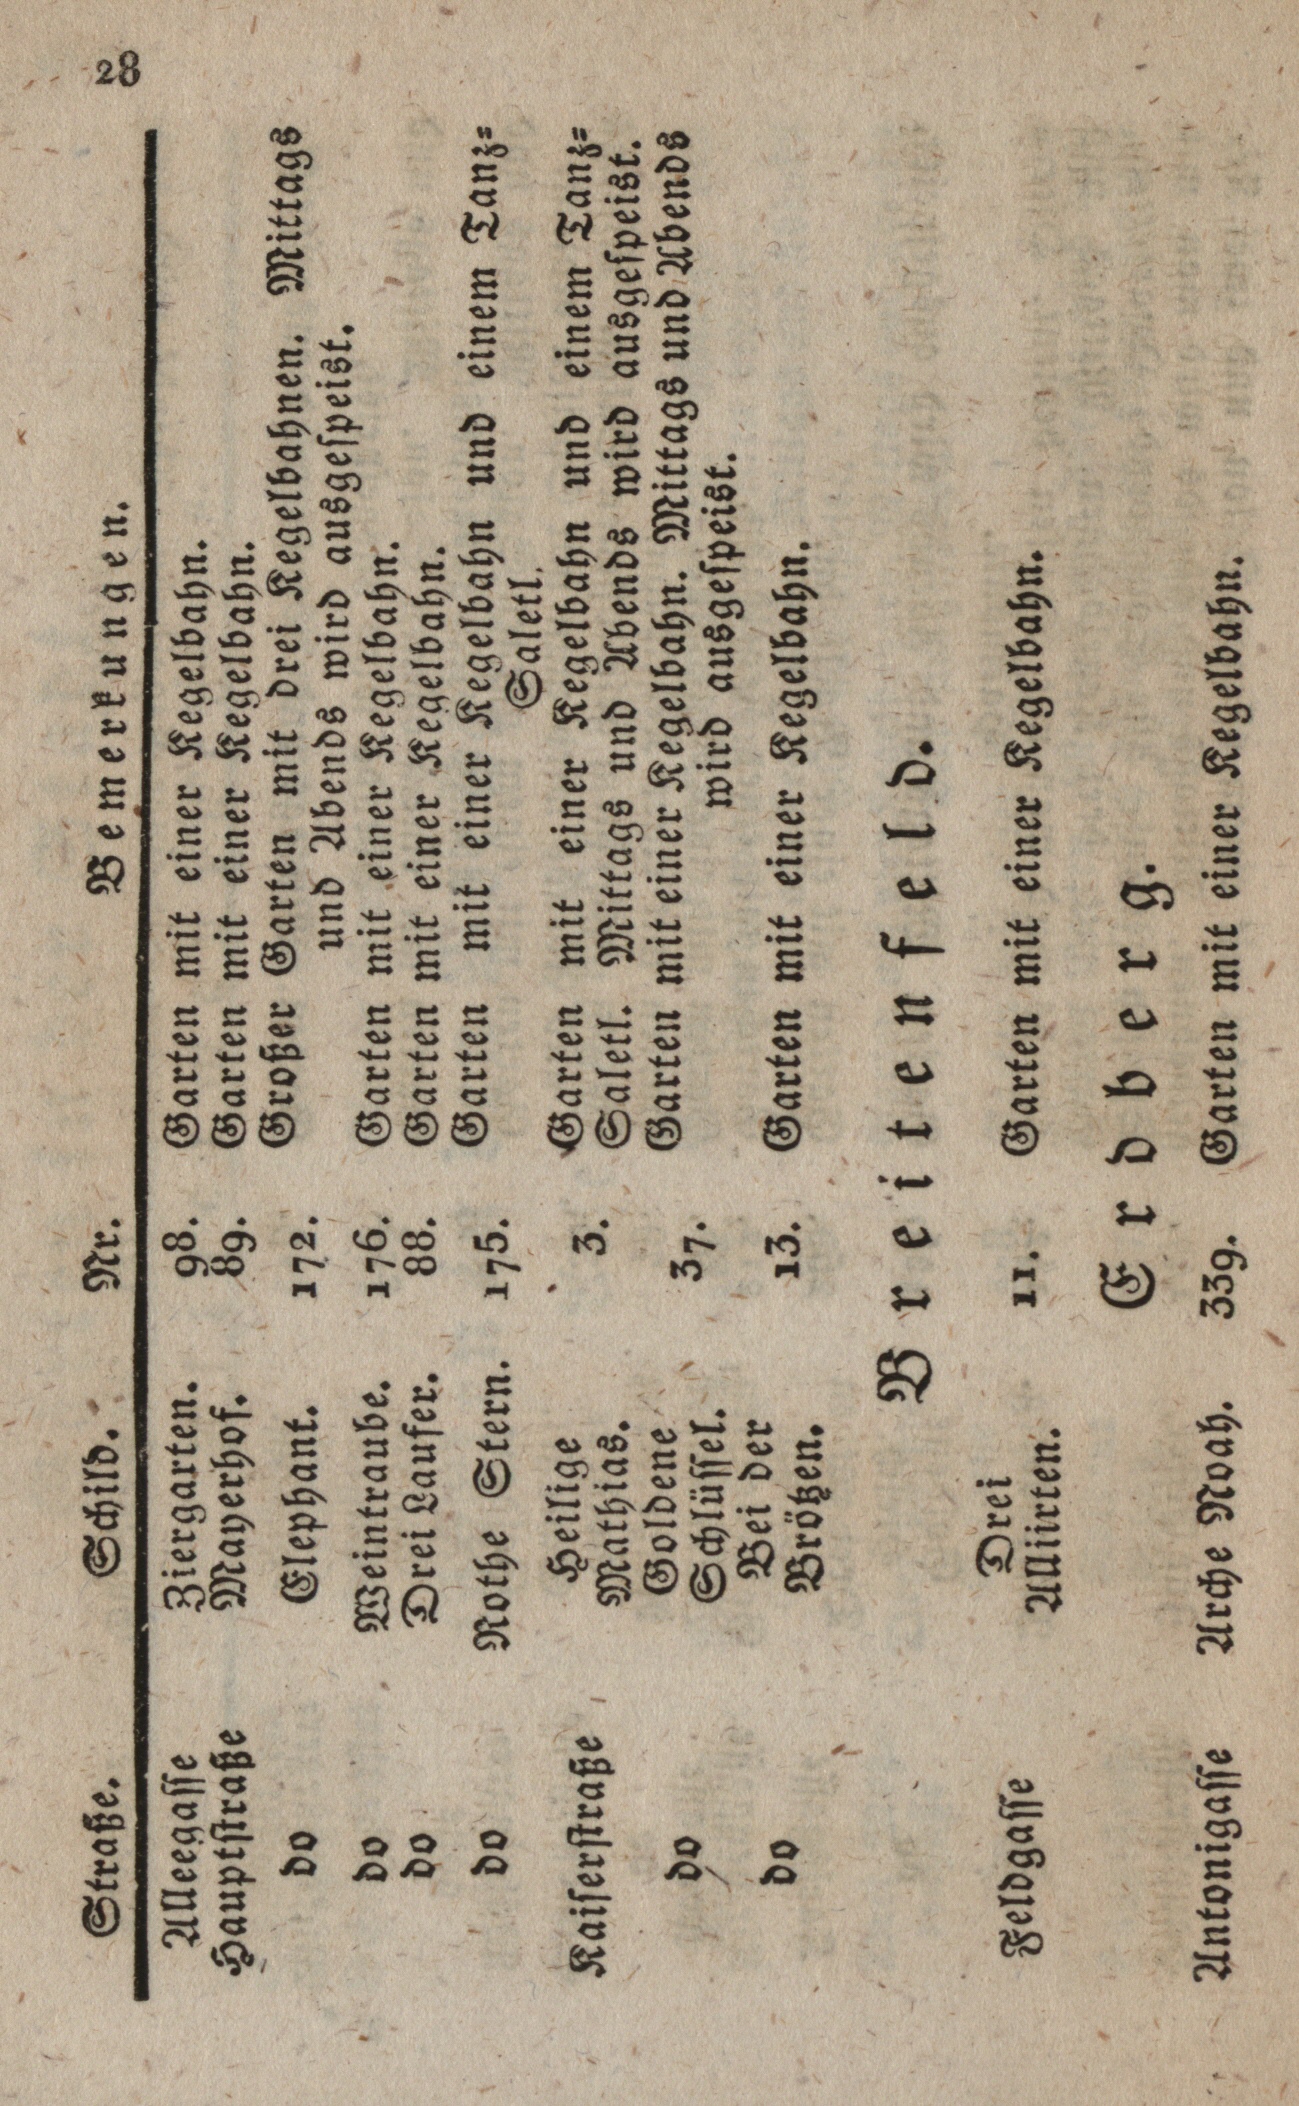 28
Straße. Schild. Nr. Bemerkungen.
Alleegasse Ziergarten. 98. Garten mit einer Kegelbahn.
Hauptstraße Mayerhof. 89. Garten mit einer Kegelbahn.
do Elephant. 172. Großer Garten mit drei Kegelbahnen. Mittags
und Abends wird ausgespeist.
do Weintraube. 176. Garten mit einer Kegelbahn.
do Drei Laufer. 88. Garten mit einer Kegelbahn.
do Rothe Stern. 175. Garten mit einer Kegelbahn und einem Tanz=
Saletl.
Kaiserstraße Heilige
Mathias. 3. Garten mit einer Kegelbahn und einem Tanz=
Saletl. Mittags und Abends wird ausgespeist.
do Goldene
Schlüssel. 37. Garten mit einer Kegelbahn. Mittags und Abends
wird ausgespeist.
do Bei der
Brötzen. 13. Garten mit einer Kegelbahn.
Breitenfeld.
Feldgasse Drei
Alliirten. 11. Garten mit einer Kegelbahn.
Erdberg.
Antonigasse Arche Noah. 339. Garten mit einer Kegelbahn.